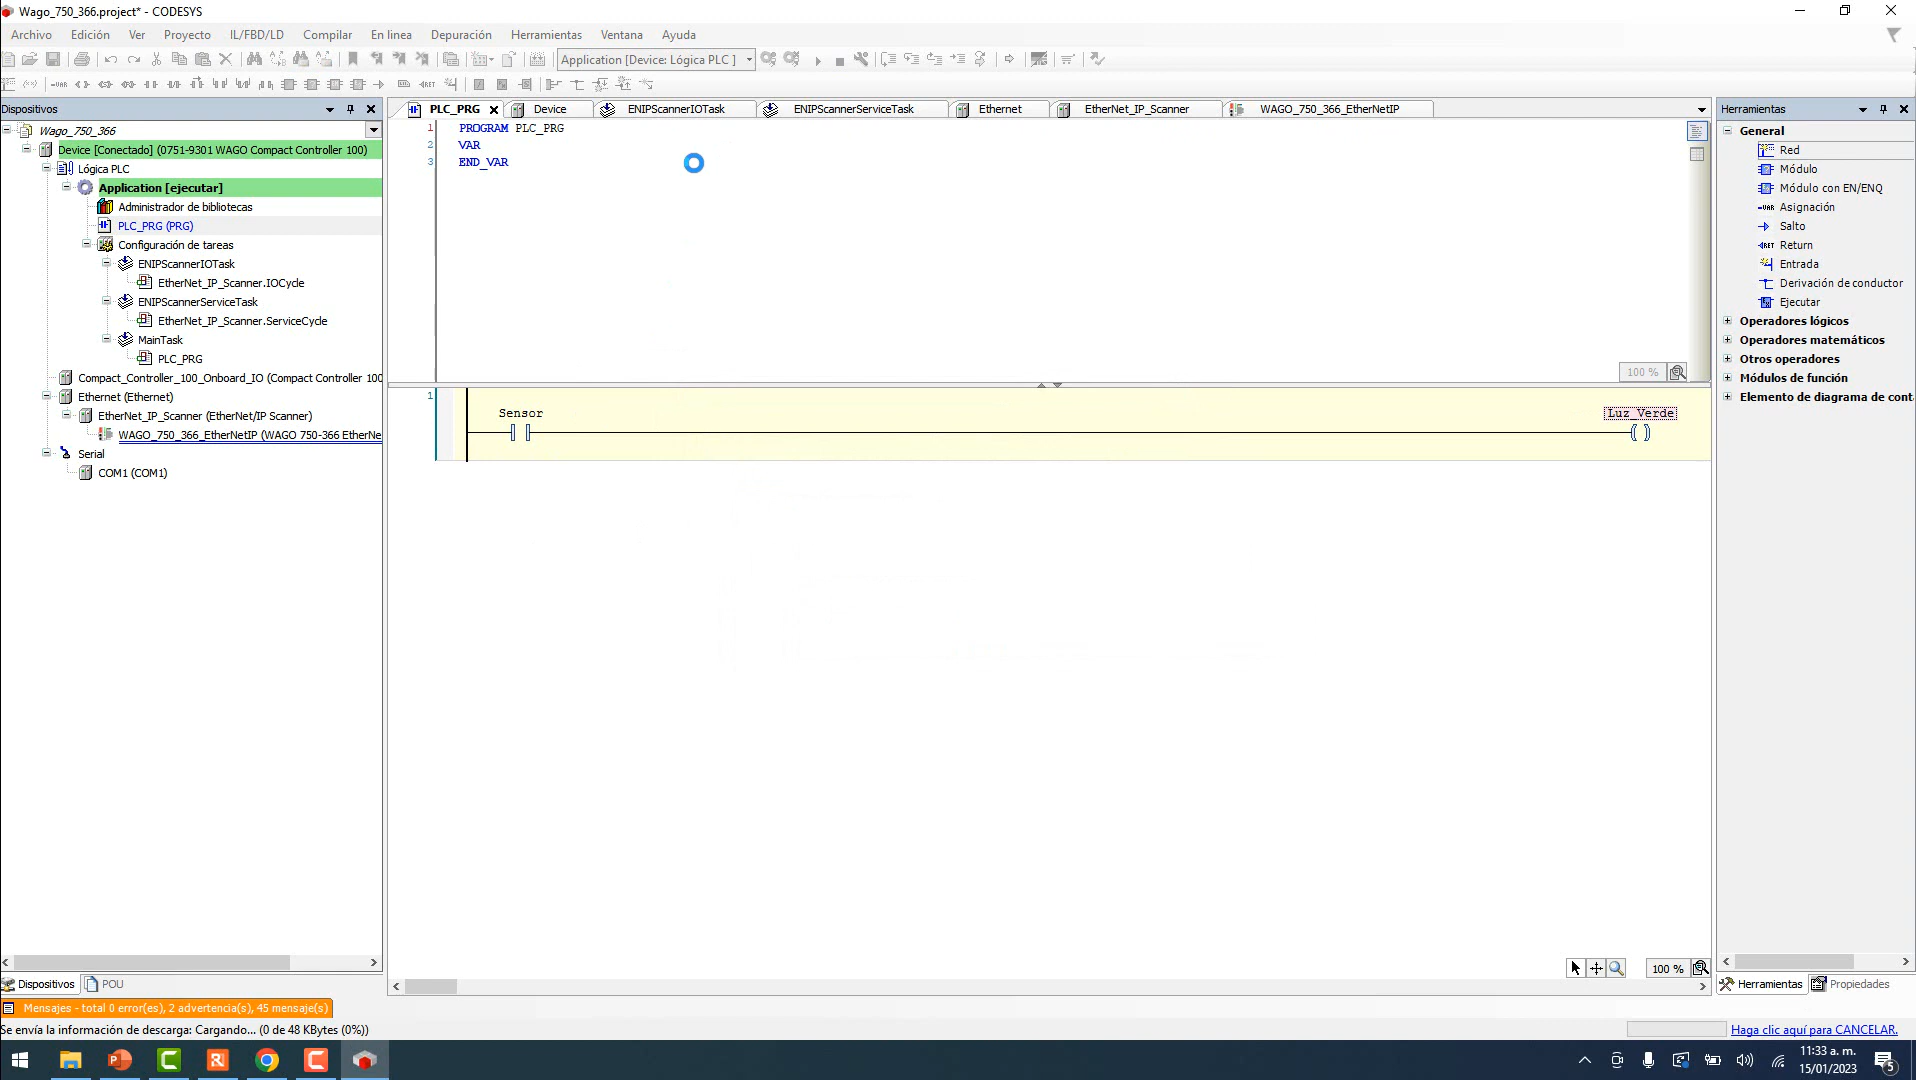 Wago_750_366.project* - CODESYS
Archivo Edición Ver Proyecto IL/FBD/LD Compilar En línea Depuración Herramientas Ventana Ayuda
Application [Device: Lógica PLC ]
Dispositivos
PLC_PRG Device ENIPScannerIOTask ENIPScannerServiceTask Ethernet EtherNet_IP_Scanner WAGO_750_366_EtherNetIP
Herramientas
Wago_750_366
Device [Conectado] (0751-9301 WAGO Compact Controller 100)
Lógica PLC
Application [ejecutar]
Administrador de bibliotecas
PLC_PRG (PRG)
Configuración de tareas
ENIPScannerIOTask
EtherNet_IP_Scanner.IOCycle
ENIPScannerServiceTask
EtherNet_IP_Scanner.ServiceCycle
MainTask
PLC_PRG
Compact_Controller_100_Onboard_IO (Compact Controller 100
Ethernet (Ethernet)
EtherNet_IP_Scanner (EtherNet/IP Scanner)
WAGO_750_366_EtherNetIP (WAGO 750-366 EtherNe
Serial
COM1 (COM1)
1 PROGRAM PLC_PRG
2 VAR
3 END_VAR
100 %
1
Sensor
Luz_Verde
100 %
General
Red
Módulo
Módulo con EN/ENQ
Asignación
Salto
Return
Entrada
Derivación de conductor
Ejecutar
Operadores lógicos
Operadores matemáticos
Otros operadores
Módulos de función
Elemento de diagrama de cont
Dispositivos POU
Herramientas Propiedades
Mensajes - total 0 error(es), 2 advertencia(s), 45 mensaje(s)
Se envía la información de descarga: Cargando... (0 de 48 KBytes (0%))
Haga clic aquí para CANCELAR.
11:33 a. m.
15/01/2023
5